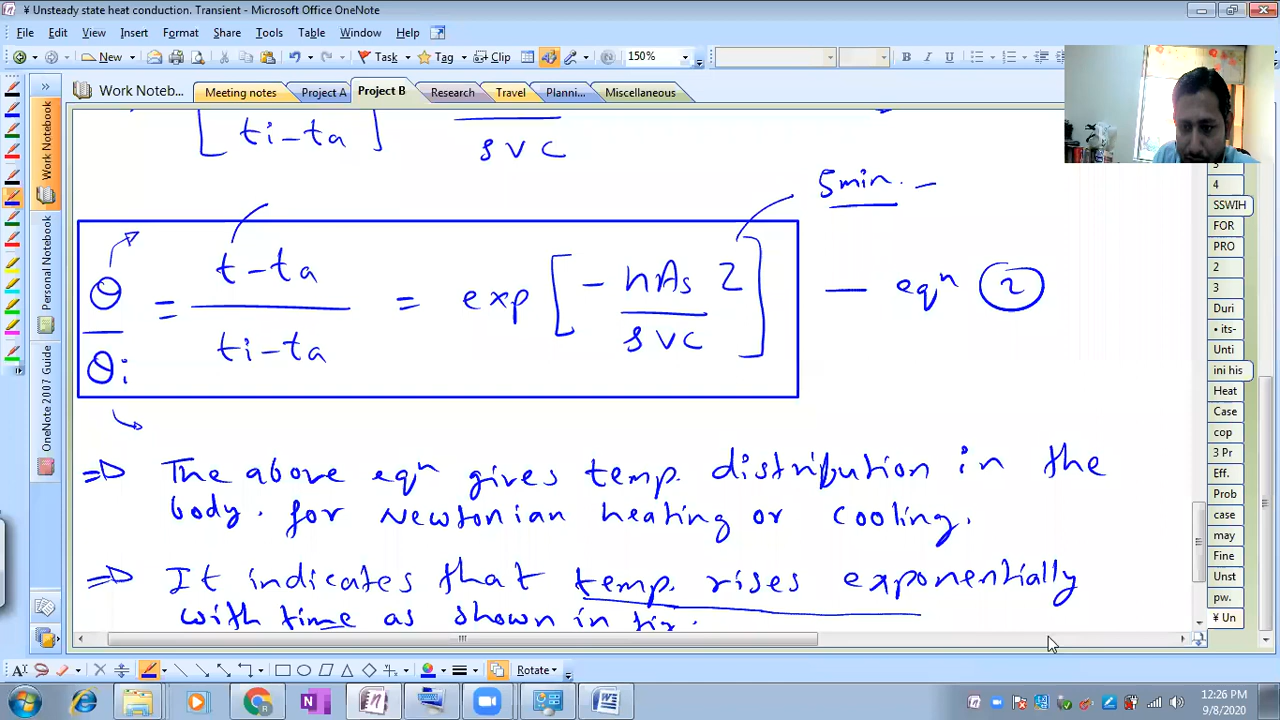 ¥ Unsteady state heat conduction. Transient - Microsoft Office OneNote
File Edit View Insert Format Share Tools Table Window Help
New Task Tag Clip 150%
Work Noteb... Meeting notes Project A Project B Research Travel Planni... Miscellaneous
Work Notebook
Personal Notebook
OneNote 2007 Guide
ti-ta
ρVC
5min. -
θ/θi = t-ta/ti-ta = exp [- hAs τ/ρVC] — eqn ②
=> The above eqn gives temp. distribution in the
body. for Newtonian heating or cooling.
=> It indicates that temp. rises exponentially
with time as shown in fig.
3
4
SSWIH
FOR
PRO
2
3
Duri
• its-
Unti
ini his
Heat
Case
cop
3 Pr
Eff.
Prob
case
may
Fine
Unst
pw.
¥ Un
Rotate
12:26 PM
9/8/2020